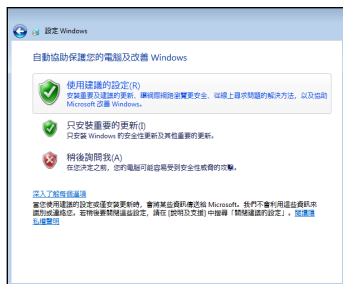 設定 Windows
自動協助保護您的電腦及改善 Windows
使用建議的設定(R)
安裝重要及建議的更新、讓網際網路瀏覽更安全、從線上尋求問題的解決方法，以及協助
Microsoft 改善 Windows。
只安裝重要的更新(I)
只安裝 Windows 的安全性更新及其他重要的更新。
稍後詢問我(A)
在您決定之前，您的電腦可能容易受到安全性威脅的攻擊。
深入了解每個選項
當您使用建議的設定或僅安裝更新時，會將某些資訊傳送給 Microsoft。我們不會利用這些資訊來
識別或連絡您。若稍後要關閉這些設定，請在 [說明及支援] 中搜尋「關閉建議的設定」。閱讀隱
私權聲明